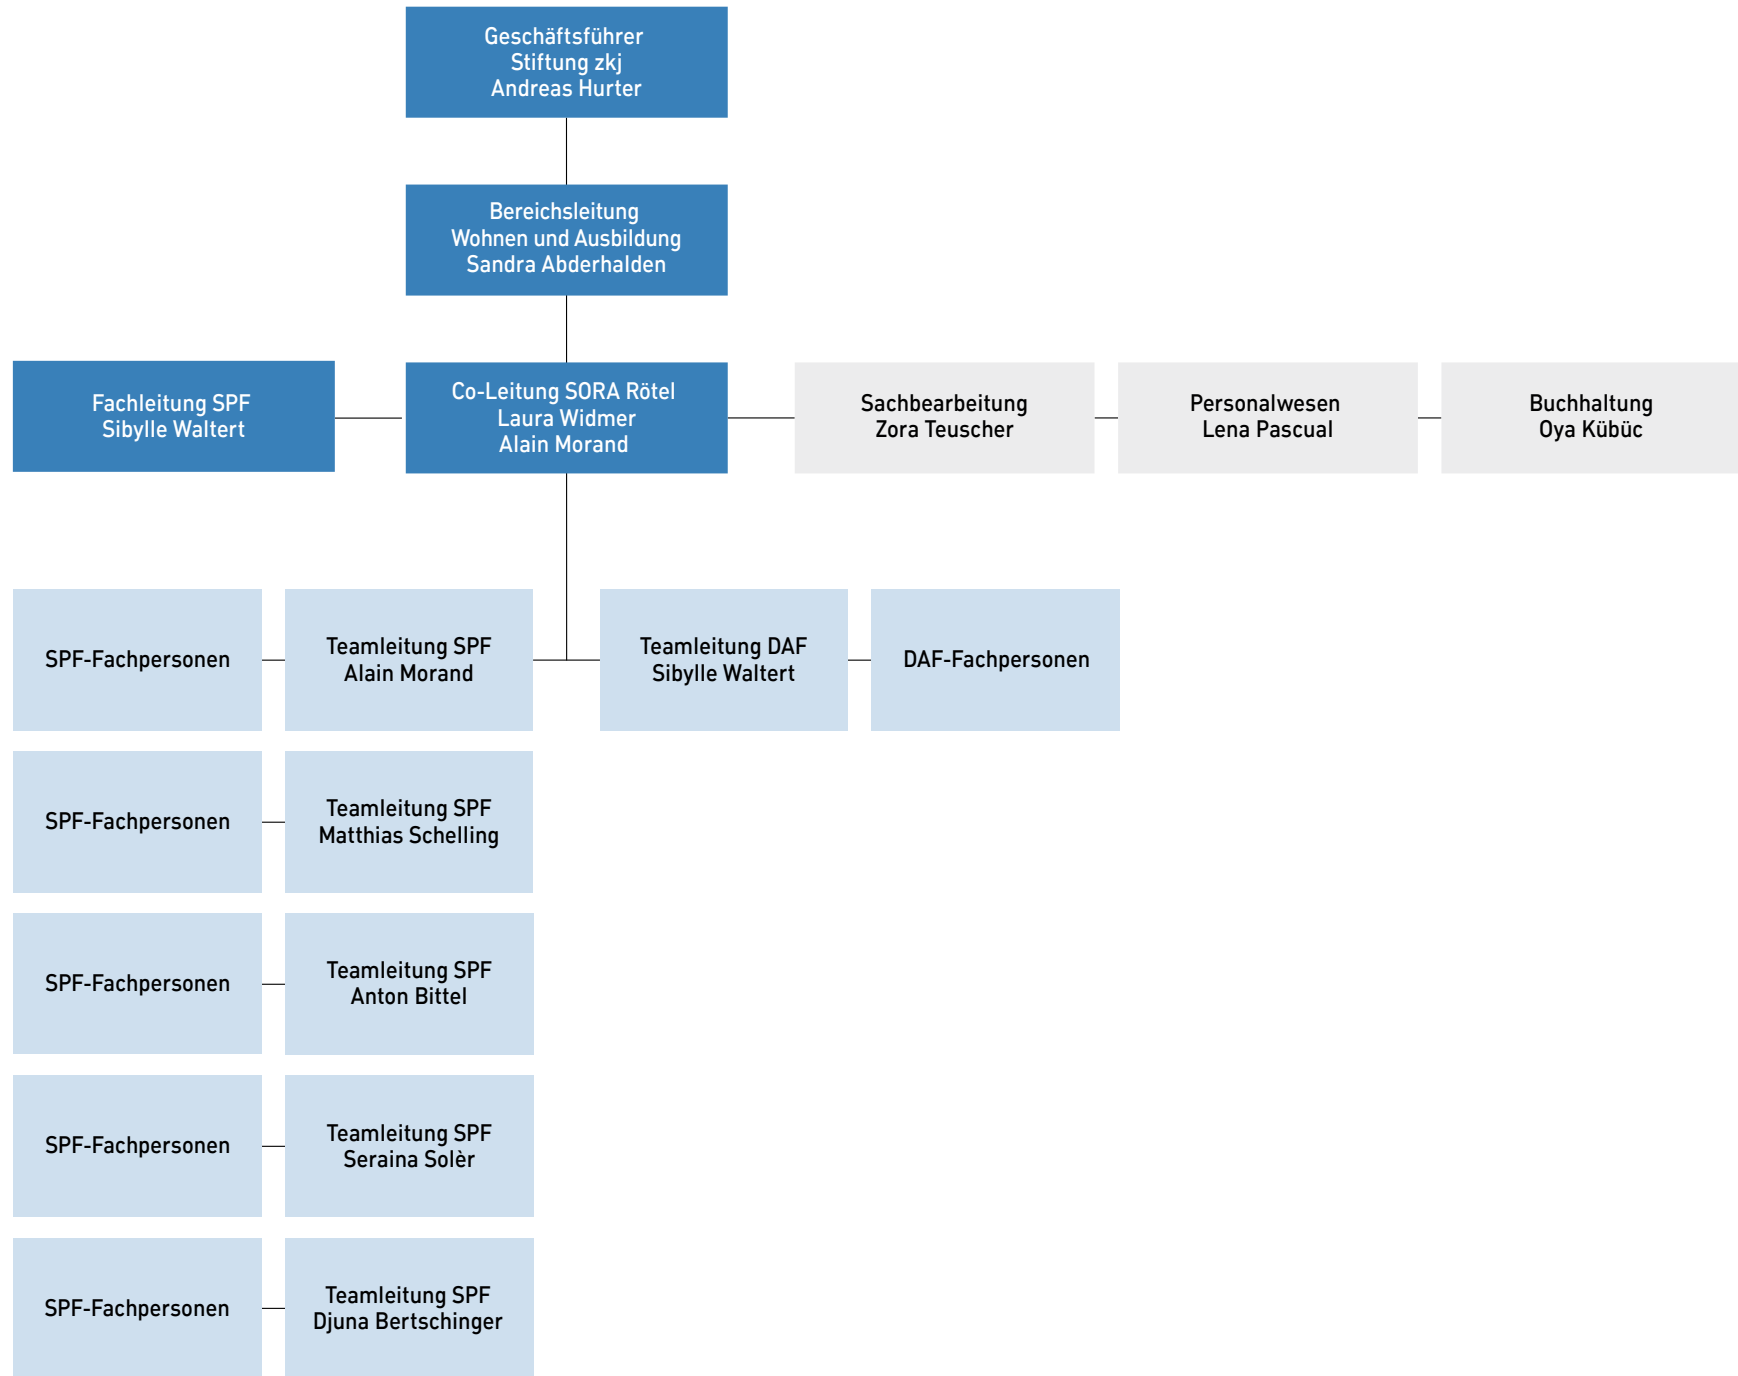 Geschäftsführer
Stiftung zkj
Andreas Hurter
Bereichsleitung
Wohnen und Ausbildung
Sandra Abderhalden
Fachleitung SPF
Sibylle Waltert
Co-Leitung SORA Rötel
Laura Widmer
Alain Morand
Sachbearbeitung
Zora Teuscher
Personalwesen
Lena Pascual
Buchhaltung
Oya Kübüc
SPF-Fachpersonen
Teamleitung SPF
Alain Morand
Teamleitung DAF
Sibylle Waltert
DAF-Fachpersonen
SPF-Fachpersonen
Teamleitung SPF
Matthias Schelling
SPF-Fachpersonen
Teamleitung SPF
Anton Bittel
SPF-Fachpersonen
Teamleitung SPF
Seraina Solèr
SPF-Fachpersonen
Teamleitung SPF
Djuna Bertschinger